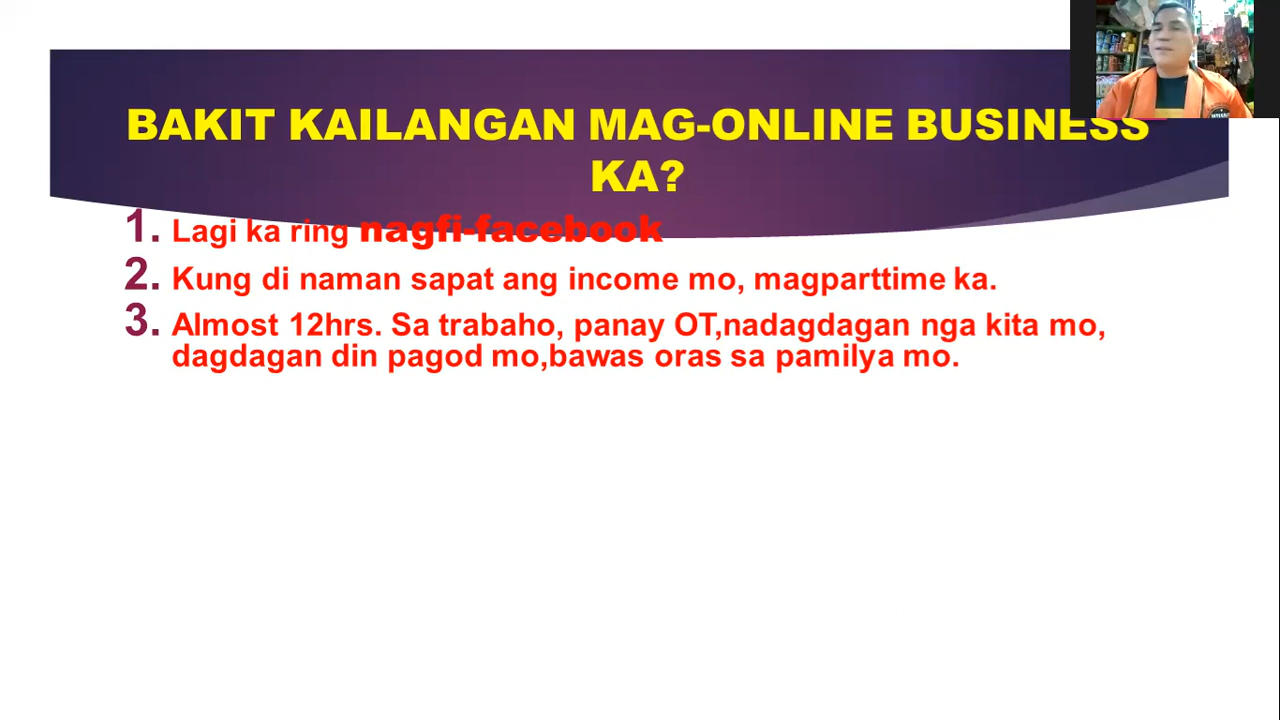 BAKIT KAILANGAN MAG-ONLINE BUSINESS
KA?
1. Lagi ka ring nagfi-facebook
2. Kung di naman sapat ang income mo, magparttime ka.
3. Almost 12hrs. Sa trabaho, panay OT,nadagdagan nga kita mo,
dagdagan din pagod mo,bawas oras sa pamilya mo.